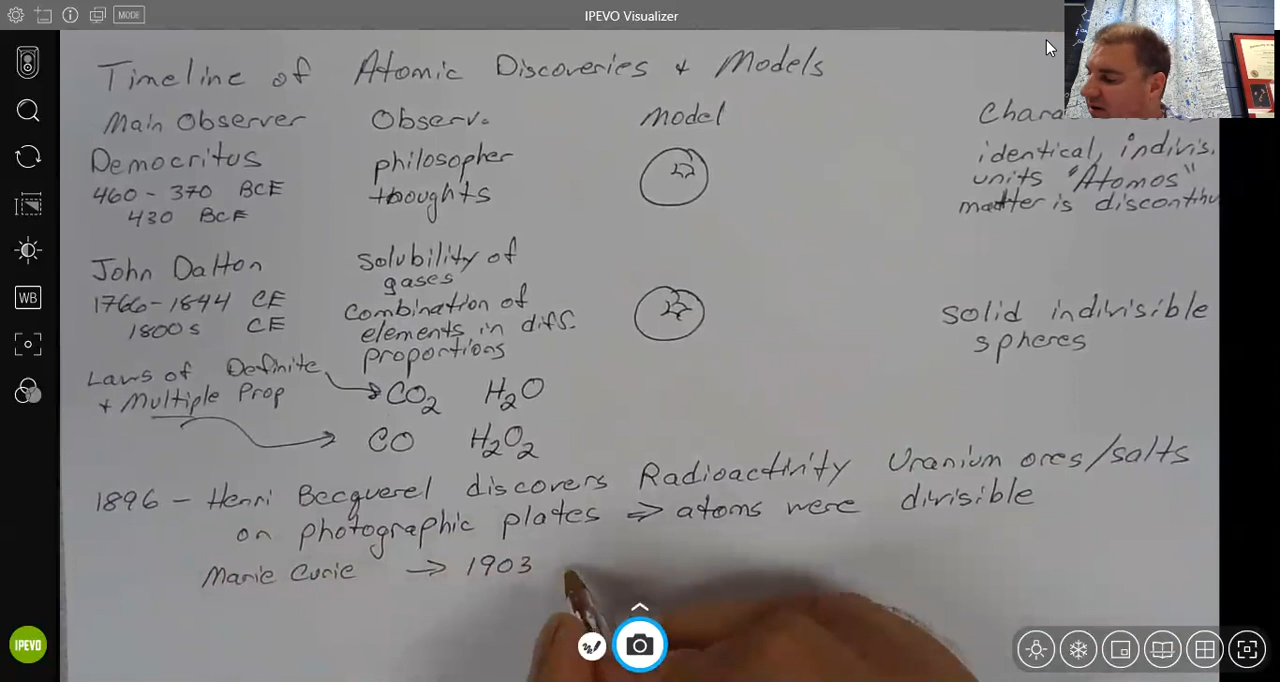 IPEVO Visualizer
MODE
Timeline of Atomic Discoveries + Models
Main Observer Observ. Model Chara
Democritus philosopher identical, indivis.
460 - 370 BCE thoughts units "Atomos"
430 BCE matter is discontinu
John Dalton solubility of
gases
1766-1844 CE combination of solid indivisible
1800s CE elements in diff. spheres
proportions
Laws of Definite CO2 H2O
+ Multiple Prop
CO H2O2
1896 - Henri Becquerel discovers Radioactivity Uranium ores/salts
on photographic plates => atoms were divisible
Marie Curie → 1903
WB
IPEVO